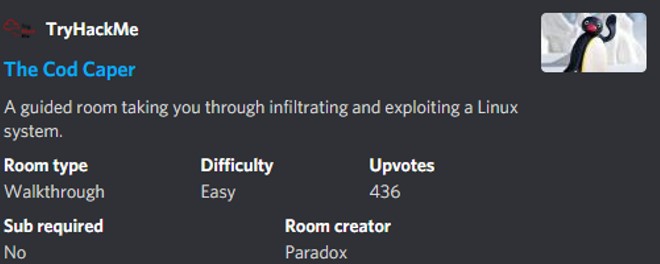 TryHackMe
The Cod Caper
A guided room taking you through infiltrating and exploiting a Linux
system.
Room type Difficulty Upvotes
Walkthrough Easy 436
Sub required Room creator
No Paradox